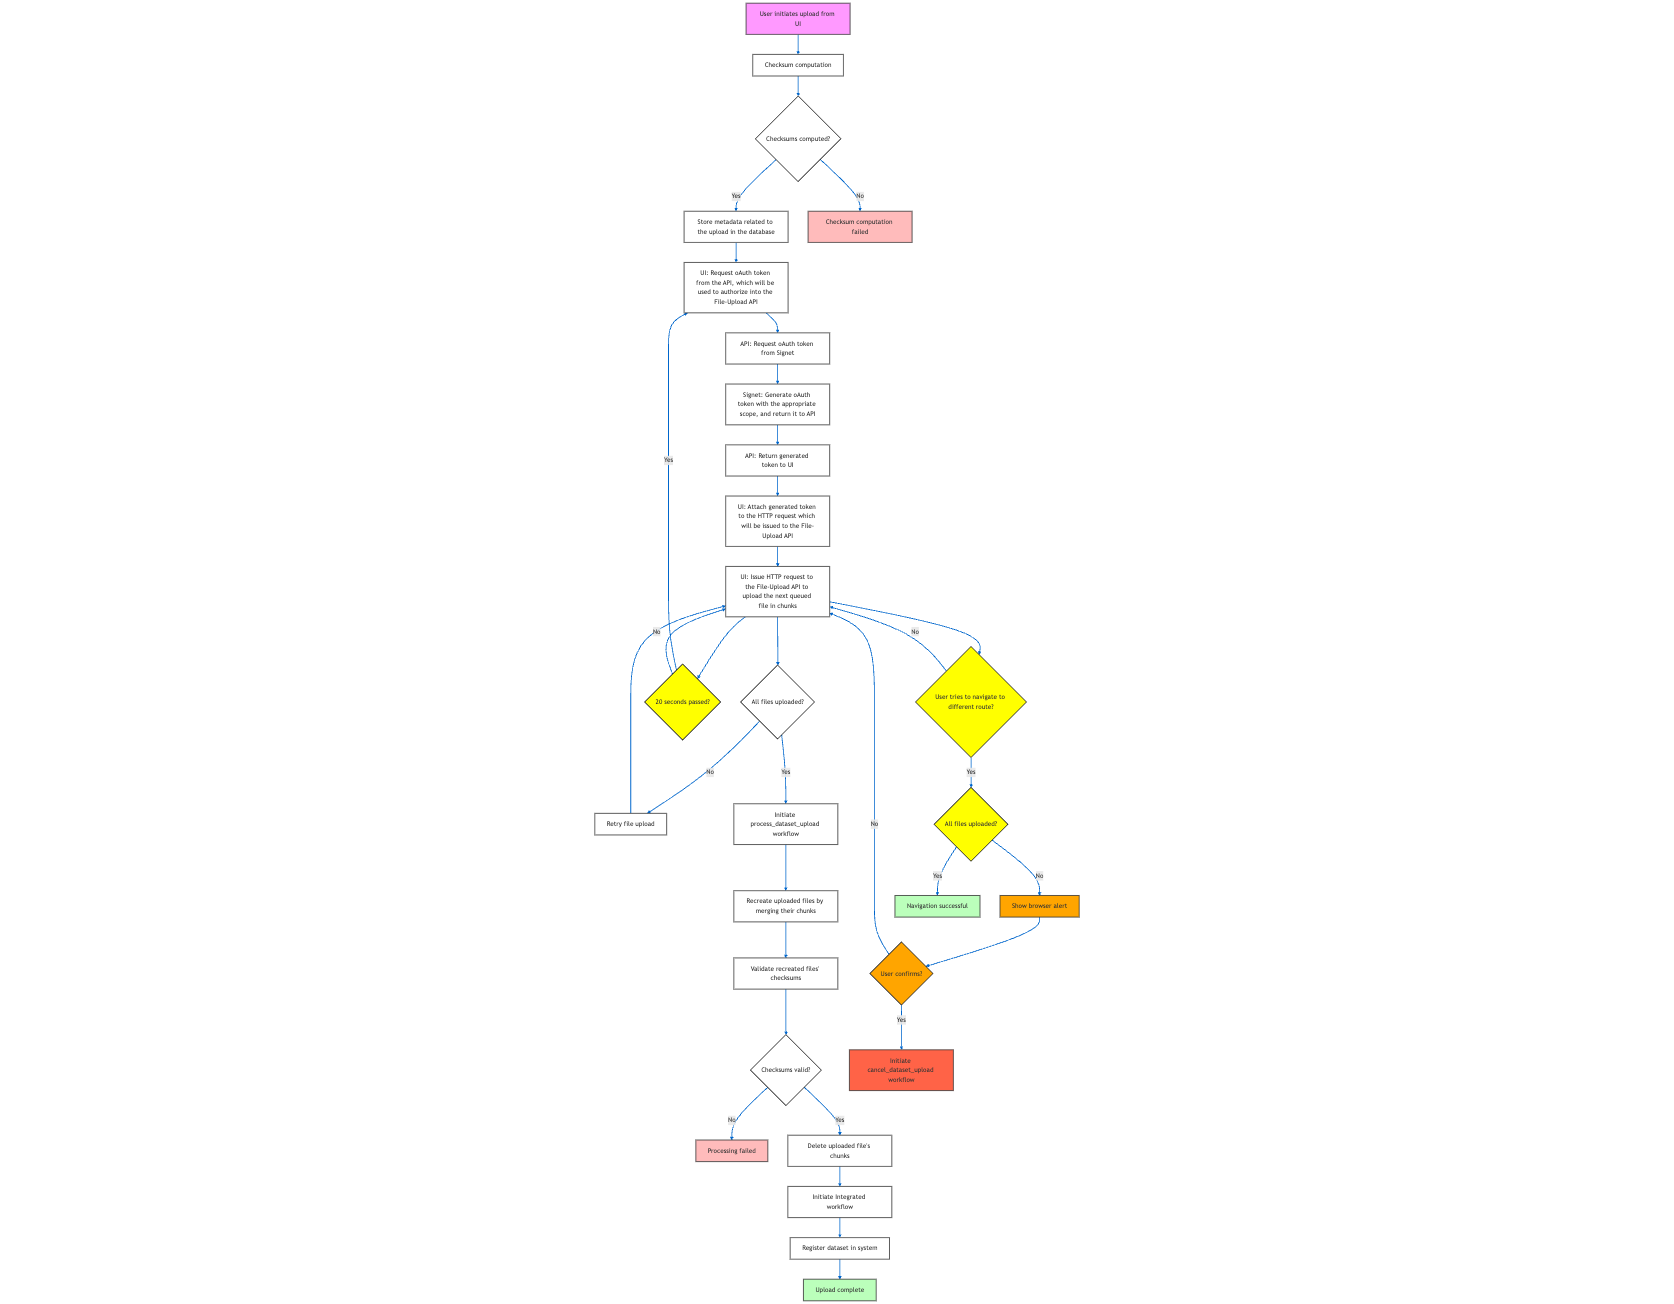 User initiates upload from
UI
Checksum computation
Checksums computed?
Yes
No
Store metadata related to
the upload in the database
Checksum computation
failed
UI: Request oAuth token
from the API, which will be
used to authorize into the
File-Upload API
API: Request oAuth token
from Signet
Signet: Generate oAuth
token with the appropriate
scope, and return it to API
Yes
API: Return generated
token to UI
UI: Attach generated token
to the HTTP request which
will be issued to the File-
Upload API
UI: Issue HTTP request to
the File-Upload API to
upload the next queued
file in chunks
No
No
20 seconds passed?
All files uploaded?
User tries to navigate to
different route?
No
Yes
Yes
Retry file upload
Initiate
process_dataset_upload
workflow
No
All files uploaded?
Yes
No
Recreate uploaded files by
merging their chunks
Navigation successful
Show browser alert
Validate recreated files'
checksums
User confirms?
Yes
Checksums valid?
Initiate
cancel_dataset_upload
workflow
No
Yes
Processing failed
Delete uploaded file's
chunks
Initiate Integrated
workflow
Register dataset in system
Upload complete